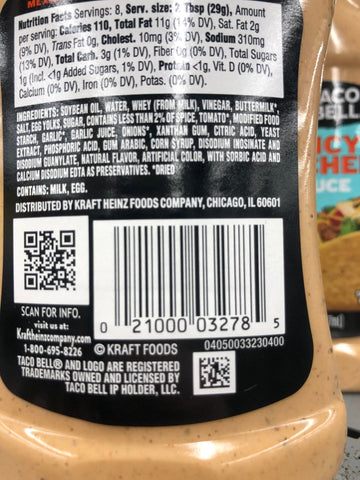 MEXI
Nutrition Facts Servings: 8, Serv. size: 2 Tbsp (29g), Amount
per serving: Calories 110, Total Fat 11g (14% DV), Sat. Fat 2g
(9% DV), Trans Fat 0g, Cholest. 10mg (3% DV), Sodium 310mg
(13% DV), Total Carb. 3g (1% DV), Fiber 0g (0% DV), Total Sugars
1g (Incl. <1g Added Sugars, 1% DV), Protein <1g, Vit. D (0% DV),
Calcium (0% DV), Iron (0% DV), Potas. (0% DV).
INGREDIENTS: SOYBEAN OIL, WATER, WHEY (FROM MILK), VINEGAR, BUTTERMILK*,
SALT, EGG YOLKS, SUGAR, CONTAINS LESS THAN 2% OF SPICE, TOMATO*, MODIFIED FOOD
STARCH, GARLIC*, GARLIC JUICE, ONIONS*, XANTHAN GUM, CITRIC ACID, YEAST
EXTRACT, PHOSPHORIC ACID, GUM ARABIC, CORN SYRUP, DISODIUM INOSINATE AND
DISODIUM GUANYLATE, NATURAL FLAVOR, ARTIFICIAL COLOR, WITH SORBIC ACID AND
CALCIUM DISODIUM EDTA AS PRESERVATIVES. *DRIED
CONTAINS: MILK, EGG.
DISTRIBUTED BY KRAFT HEINZ FOODS COMPANY, CHICAGO, IL 60601
SCAN FOR INFO.
visit us at:
Kraftheinzcompany.com
1-800-695-8226
0 21000 03278 5
© KRAFT FOODS
04050033230400
TACO BELL® AND LOGO ARE REGISTERED
TRADEMARKS OWNED AND LICENSED BY
TACO BELL IP HOLDER, LLC.
TACO
BELL
ICY
CHE
UCE